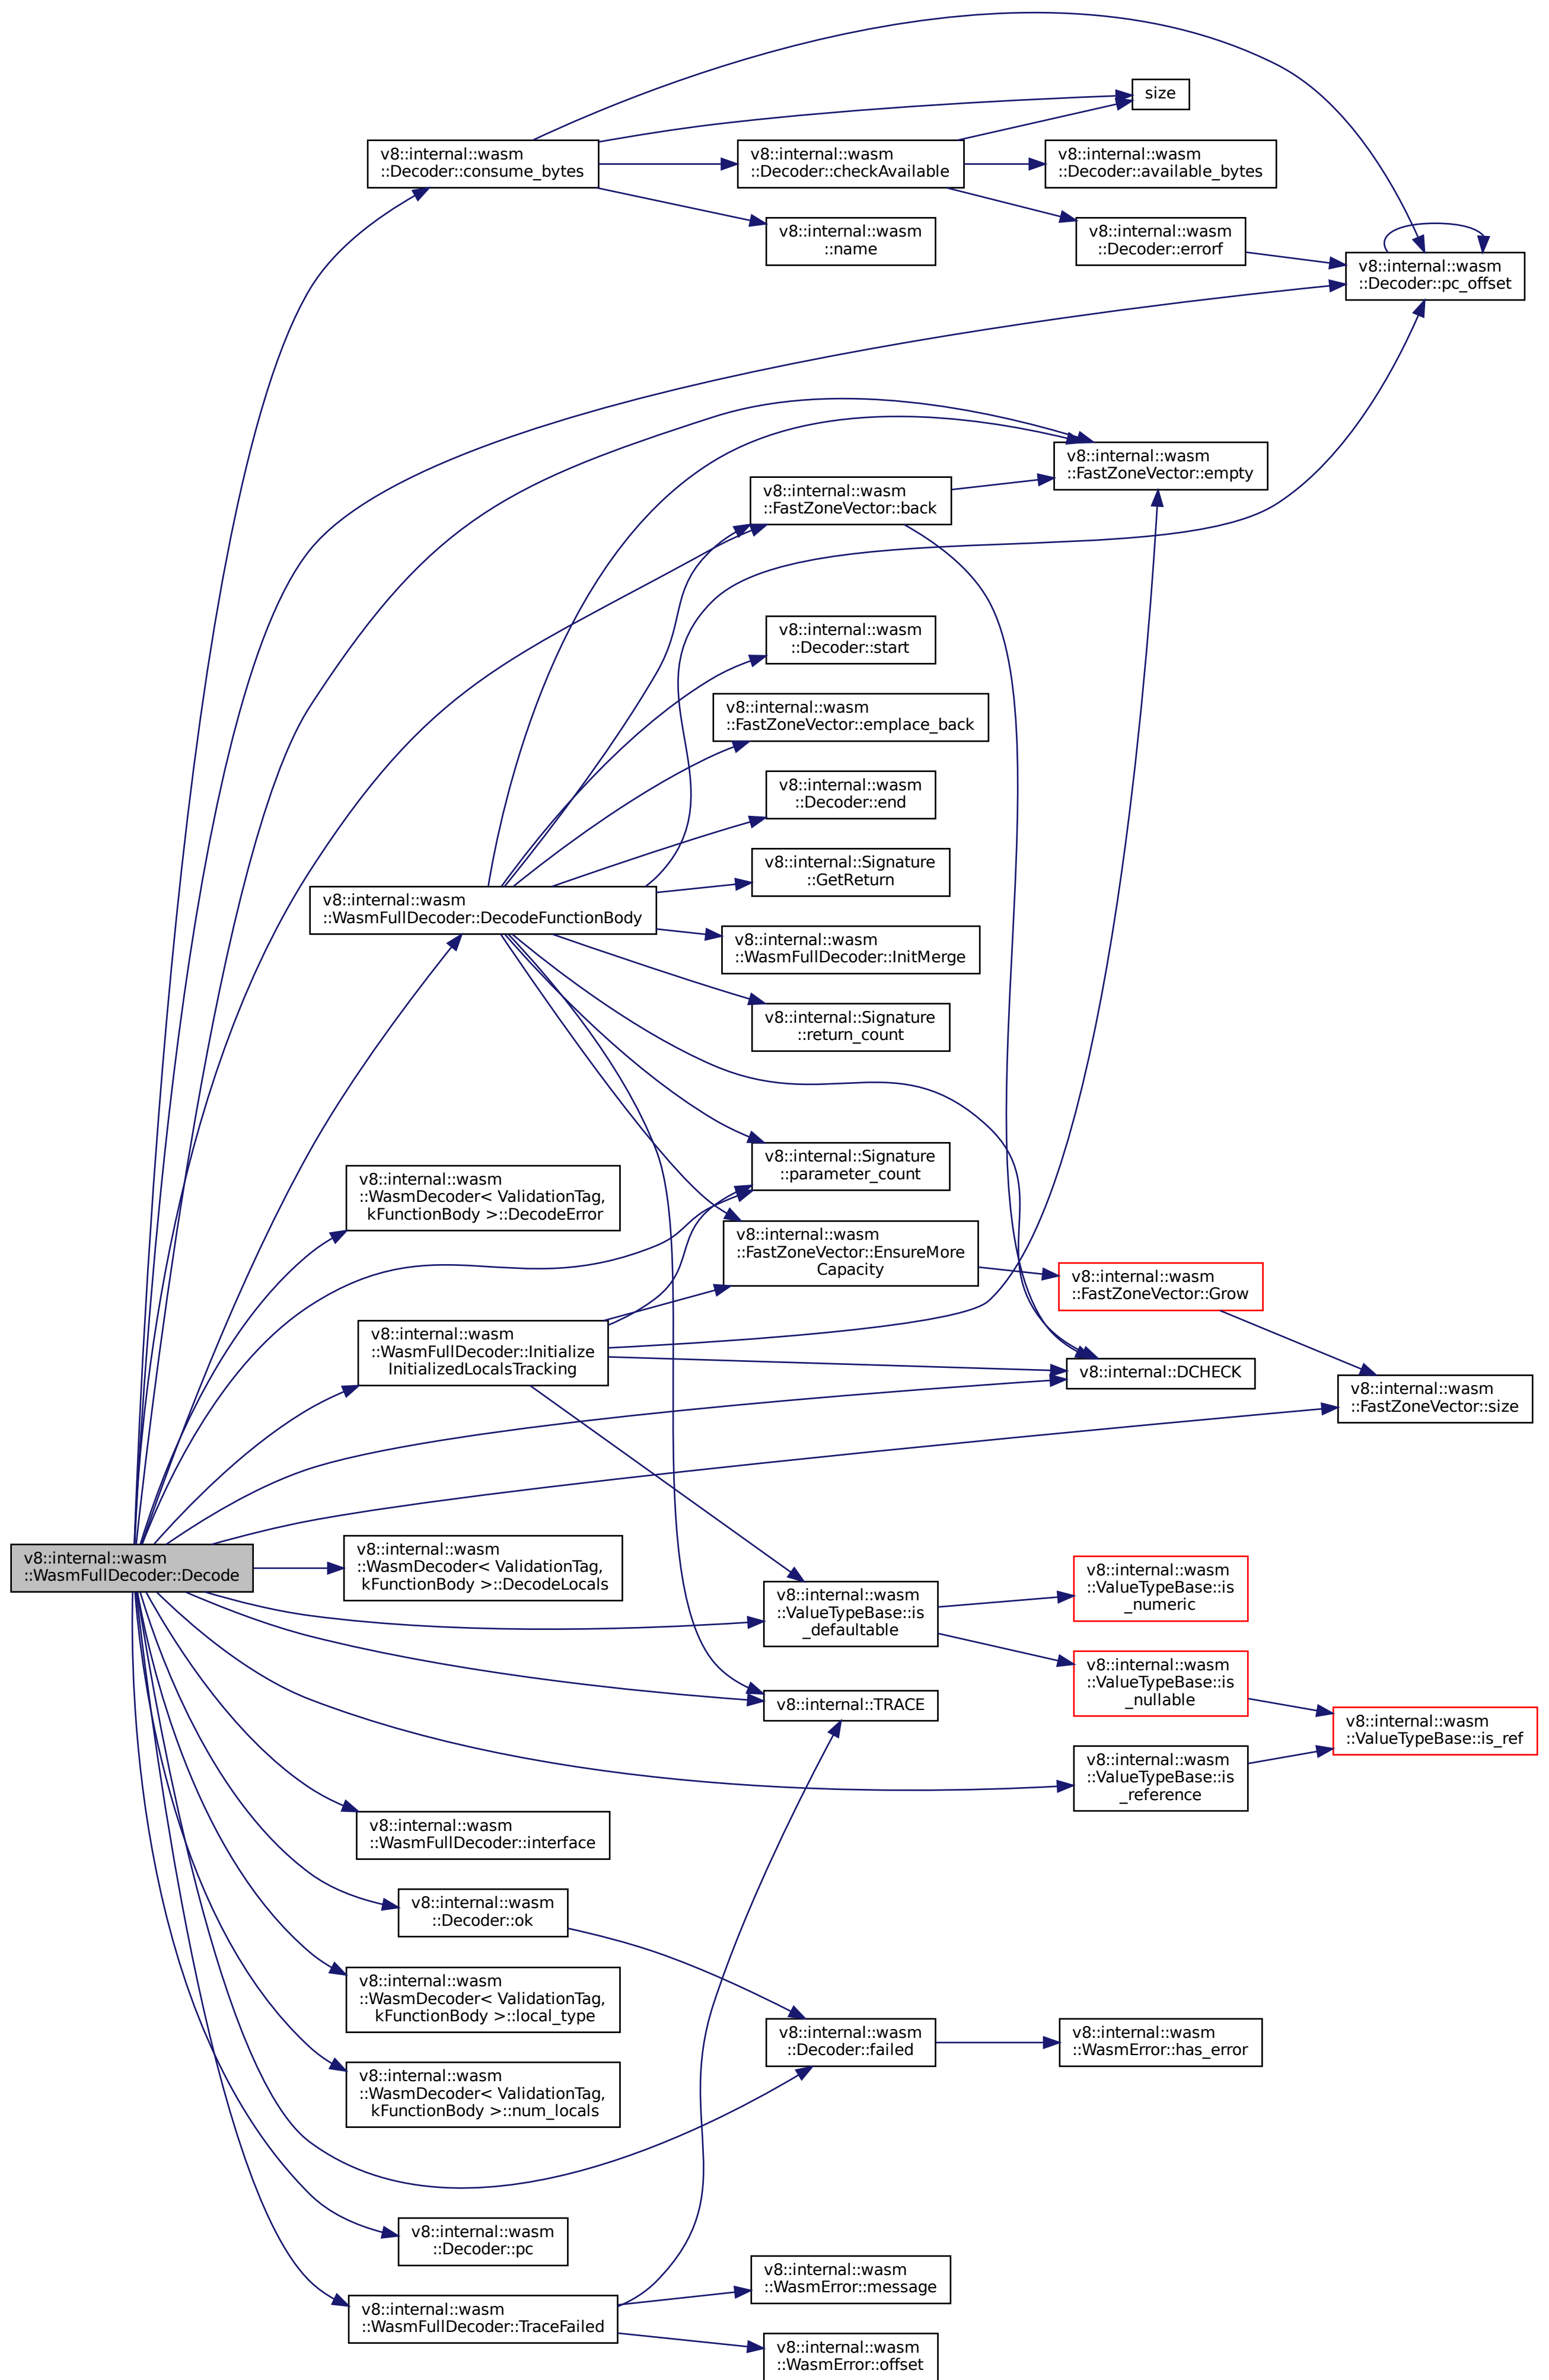 size
v8::internal::wasm
::Decoder::consume_bytes
v8::internal::wasm
::Decoder::checkAvailable
v8::internal::wasm
::Decoder::available_bytes
v8::internal::wasm
::name
v8::internal::wasm
::Decoder::errorf
v8::internal::wasm
::Decoder::pc_offset
v8::internal::wasm
::FastZoneVector::empty
v8::internal::wasm
::FastZoneVector::back
v8::internal::wasm
::Decoder::start
v8::internal::wasm
::FastZoneVector::emplace_back
v8::internal::wasm
::Decoder::end
v8::internal::Signature
::GetReturn
v8::internal::wasm
::WasmFullDecoder::DecodeFunctionBody
v8::internal::wasm
::WasmFullDecoder::InitMerge
v8::internal::Signature
::return_count
v8::internal::Signature
::parameter_count
v8::internal::wasm
::WasmDecoder< ValidationTag,
kFunctionBody >::DecodeError
v8::internal::wasm
::FastZoneVector::EnsureMore
Capacity
v8::internal::wasm
::FastZoneVector::Grow
v8::internal::wasm
::WasmFullDecoder::Initialize
InitializedLocalsTracking
v8::internal::DCHECK
v8::internal::wasm
::FastZoneVector::size
v8::internal::wasm
::WasmFullDecoder::Decode
v8::internal::wasm
::WasmDecoder< ValidationTag,
kFunctionBody >::DecodeLocals
v8::internal::wasm
::ValueTypeBase::is
_defaultable
v8::internal::wasm
::ValueTypeBase::is
_numeric
v8::internal::wasm
::ValueTypeBase::is
_nullable
v8::internal::TRACE
v8::internal::wasm
::ValueTypeBase::is_ref
v8::internal::wasm
::ValueTypeBase::is
_reference
v8::internal::wasm
::WasmFullDecoder::interface
v8::internal::wasm
::Decoder::ok
v8::internal::wasm
::WasmDecoder< ValidationTag,
kFunctionBody >::local_type
v8::internal::wasm
::Decoder::failed
v8::internal::wasm
::WasmError::has_error
v8::internal::wasm
::WasmDecoder< ValidationTag,
kFunctionBody >::num_locals
v8::internal::wasm
::Decoder::pc
v8::internal::wasm
::WasmError::message
v8::internal::wasm
::WasmFullDecoder::TraceFailed
v8::internal::wasm
::WasmError::offset